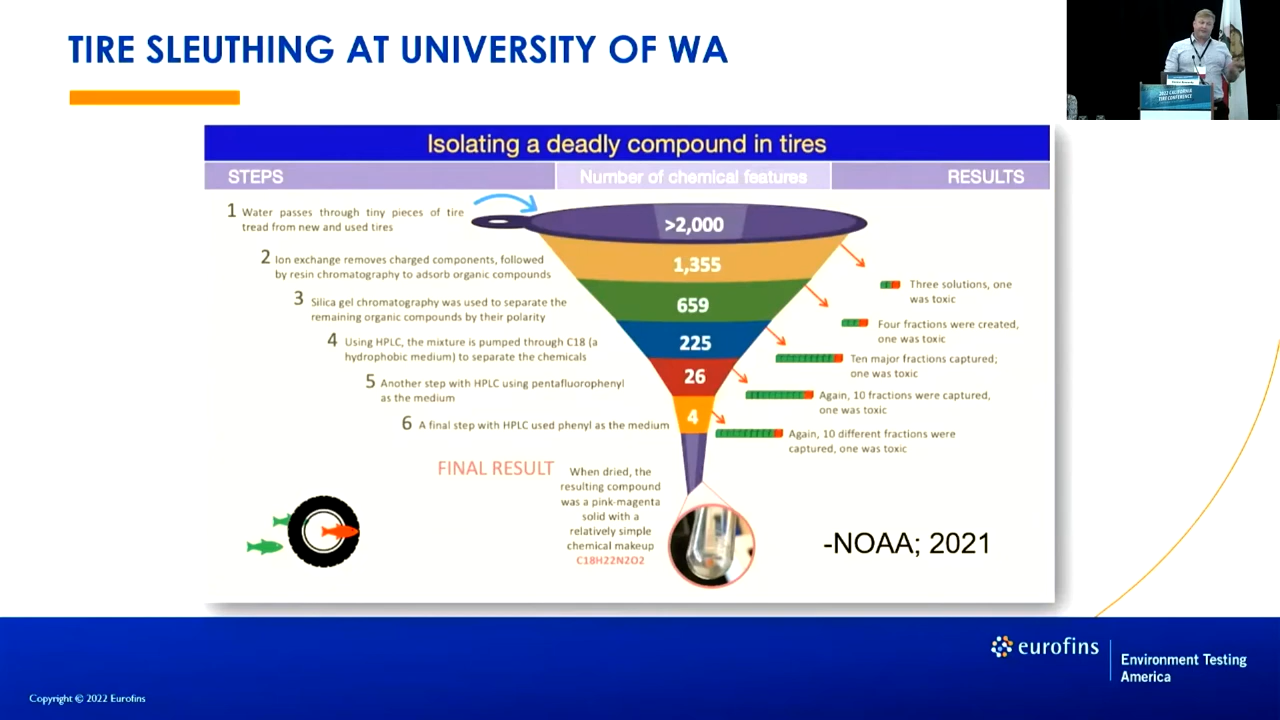 TIRE SLEUTHING AT UNIVERSITY OF WA
2022 CALIFORNIA
TIRE CONFERENCE
Isolating a deadly compound in tires
STEPS
Number of chemical features
RESULTS
1 Water passes through tiny pieces of tire
tread from new and used tires
2 Ion exchange removes charged components, followed
by resin chromatography to adsorb organic compounds
3 Silica gel chromatography was used to separate the
remaining organic compounds by their polarity
4 Using HPLC, the mixture is pumped through C18 (a
hydrophobic medium) to separate the chemicals
5 Another step with HPLC using pentafluorophenyl
as the medium
6 A final step with HPLC used phenyl as the medium
>2,000
1,355
659
225
26
4
Three solutions, one
was toxic
Four fractions were created,
one was toxic
Ten major fractions captured;
one was toxic
Again, 10 fractions were captured,
one was toxic
Again, 10 different fractions were
captured, one was toxic
FINAL RESULT
When dried, the
resulting compound
was a pink-magenta
solid with a
relatively simple
chemical makeup
C18H22N2O2
-NOAA; 2021
eurofins
Environment Testing
America
Copyright © 2022 Eurofins